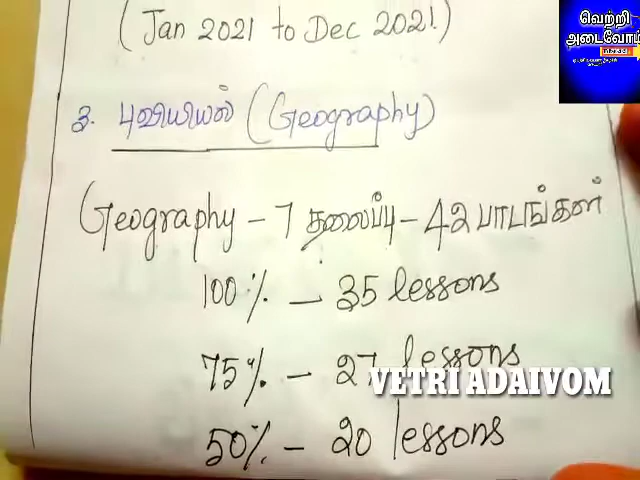 (Jan 2021 to Dec 2021)
வெற்றி
அடைவோம்
3. புவியியல் (Geography)
Geography - 7 தலைப்பு - 42 பாடங்கள்
100% - 35 lessons
75% - 27 lessons
VETRI ADAIVOM
50% - 20 lessons